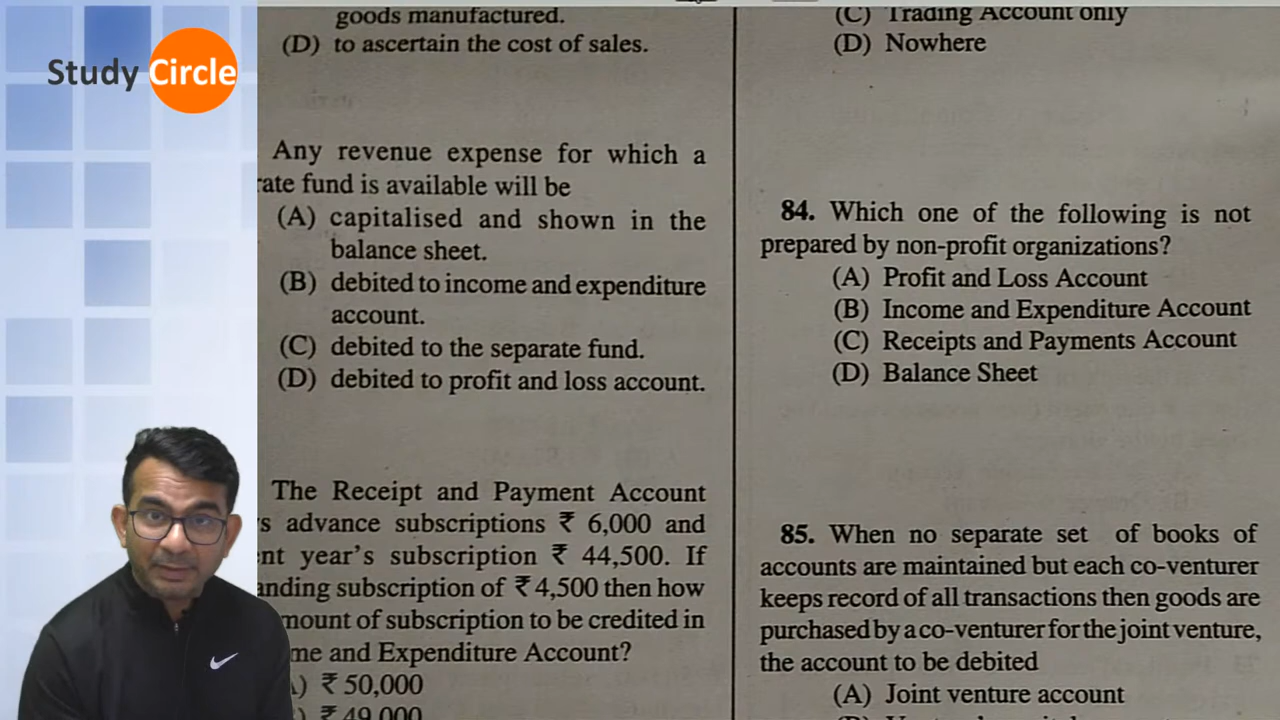 Study Circle
goods manufactured.
(D) to ascertain the cost of sales.
Any revenue expense for which a
rate fund is available will be
(A) capitalised and shown in the
balance sheet.
(B) debited to income and expenditure
account.
(C) debited to the separate fund.
(D) debited to profit and loss account.
The Receipt and Payment Account
s advance subscriptions ₹ 6,000 and
ent year's subscription ₹ 44,500. If
anding subscription of ₹ 4,500 then how
mount of subscription to be credited in
me and Expenditure Account?
) ₹ 50,000
) ₹ 49,000
(C) Trading Account only
(D) Nowhere
84. Which one of the following is not
prepared by non-profit organizations?
(A) Profit and Loss Account
(B) Income and Expenditure Account
(C) Receipts and Payments Account
(D) Balance Sheet
85. When no separate set of books of
accounts are maintained but each co-venturer
keeps record of all transactions then goods are
purchased by a co-venturer for the joint venture,
the account to be debited
(A) Joint venture account